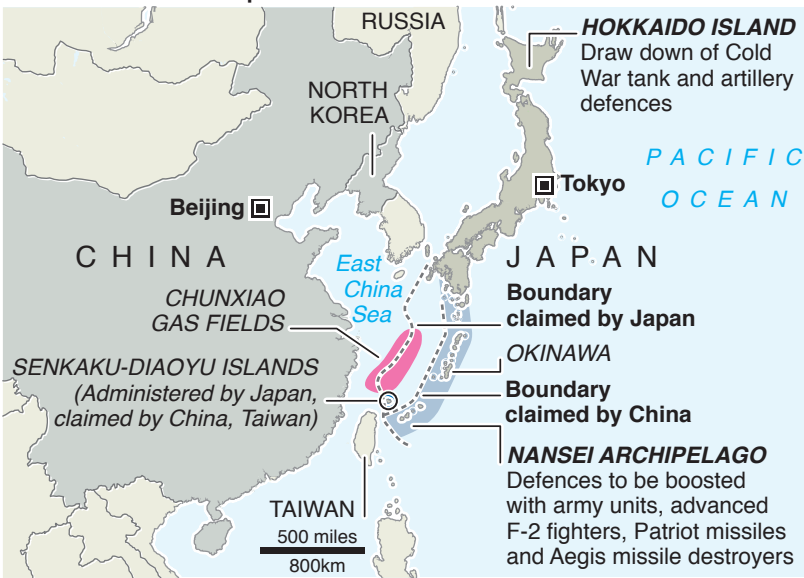 RUSSIA
HOKKAIDO ISLAND
Draw down of Cold
War tank and artillery
defences
NORTH
KOREA
PACIFIC
OCEAN
Tokyo
Beijing
CHINA
JAPAN
East
China
Sea
CHUNXIAO
GAS FIELDS
Boundary
claimed by Japan
OKINAWA
SENKAKU-DIAOYU ISLANDS
(Administered by Japan,
claimed by China, Taiwan)
Boundary
claimed by China
NANSEI ARCHIPELAGO
Defences to be boosted
with army units, advanced
F-2 fighters, Patriot missiles
and Aegis missile destroyers
TAIWAN
500 miles
800km